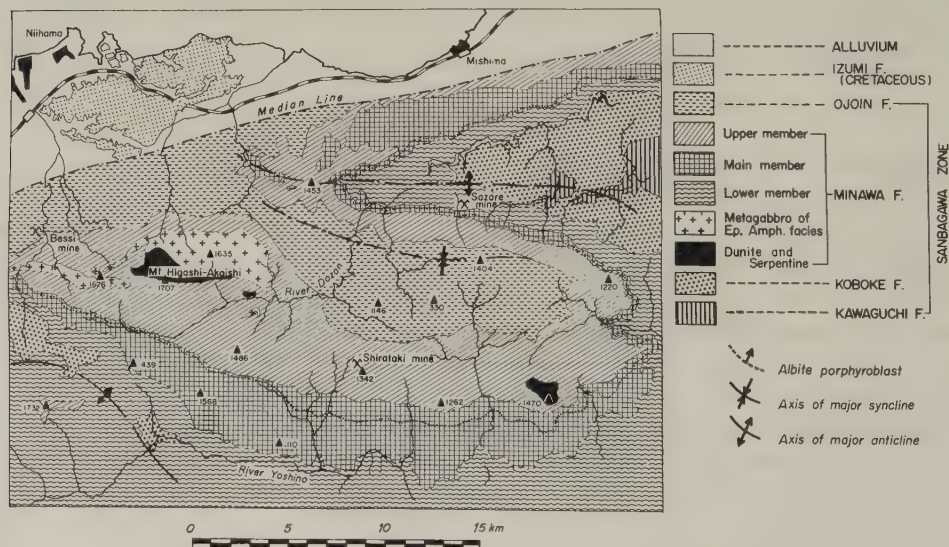 Niihama
Mishima
Median Line
1453
Sazare
mine
Bessi
mine
1635
Mt Higashi-Akaishi
1707
1676
River Dozan
1404
1220
1146
330
1486
Shirataki mine
1342
439
1568
1262
1470
1732
110
River Yoshino
0 5 10 15 km
ALLUVIUM
IZUMI F.
(CRETACEOUS)
OJOIN F.
Upper member
Main member
Lower member
MINAWA F.
Metagabbro of
Ep. Amph. facies
Dunite and
Serpentine
KOBOKE F.
KAWAGUCHI F.
SANBAGAWA ZONE
Albite porphyroblast
Axis of major syncline
Axis of major anticline